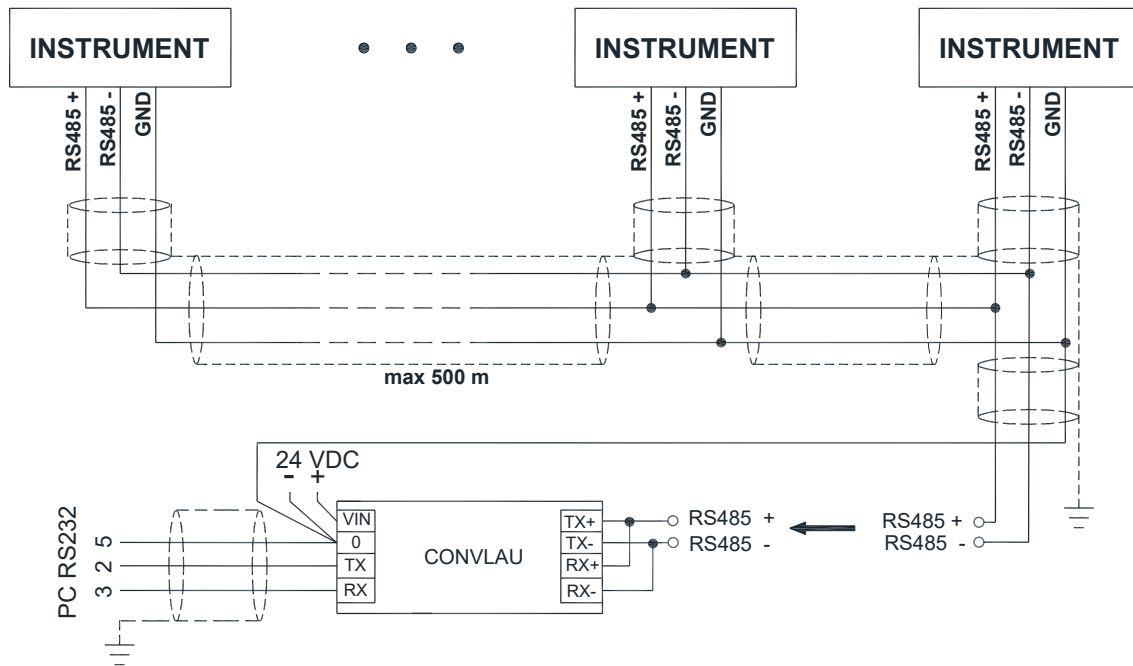 INSTRUMENT
INSTRUMENT
INSTRUMENT
RS485 +
RS485 -
GND
RS485 +
RS485 -
GND
RS485 +
RS485 -
GND
max 500 m
24 VDC
- +
PC RS232
5
2
3
VIN
0
TX
RX
CONVLAU
TX+
TX-
RX+
RX-
RS485 +
RS485 -
RS485 +
RS485 -